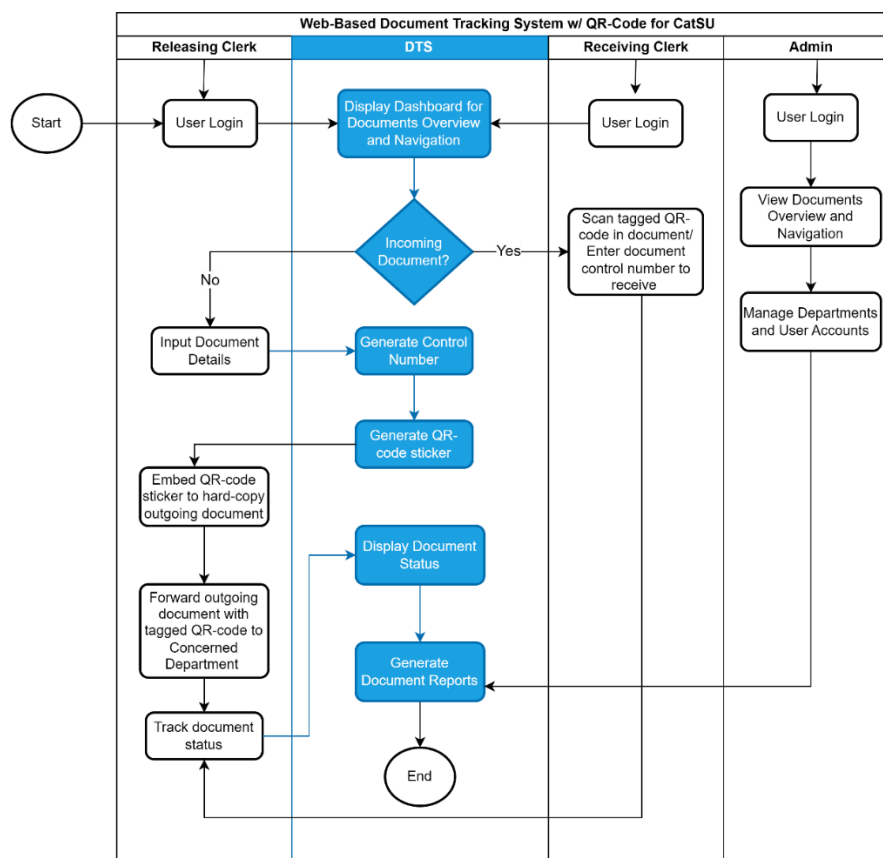 Web-Based Document Tracking System w/ QR-Code for CatSU
Releasing Clerk
DTS
Receiving Clerk
Admin
Start
User Login
Display Dashboard for
Documents Overview
and Navigation
User Login
User Login
View Documents
Overview and
Navigation
Incoming
Document?
Yes
No
Scan tagged QR-
code in document/
Enter document
control number to
receive
Manage Departments
and User Accounts
Input Document
Details
Generate Control
Number
Generate QR-
code sticker
Embed QR-code
sticker to hard-copy
outgoing document
Display Document
Status
Forward outgoing
document with
tagged QR-code to
Concerned
Department
Generate
Document Reports
Track document
status
End